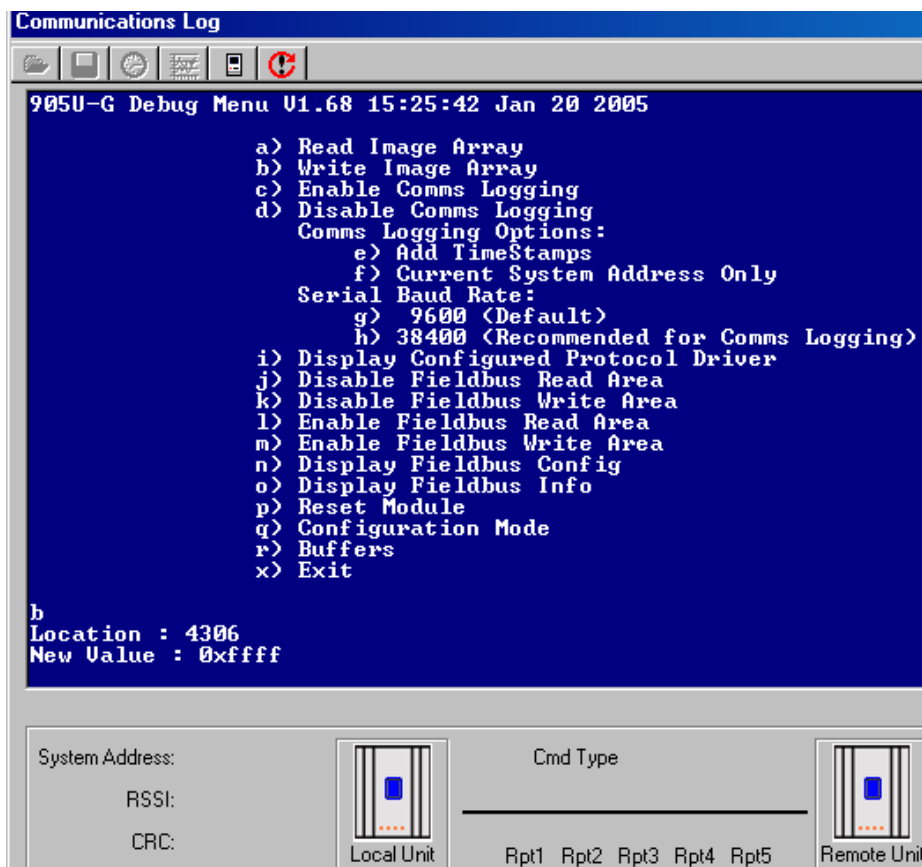 Communications Log
905U-G Debug Menu V1.68 15:25:42 Jan 20 2005
a) Read Image Array
b) Write Image Array
c) Enable Comms Logging
d) Disable Comms Logging
Comms Logging Options:
e) Add TimeStamps
f) Current System Address Only
Serial Baud Rate:
g) 9600 (Default)
h) 38400 (Recommended for Comms Logging)
i) Display Configured Protocol Driver
j) Disable Fieldbus Read Area
k) Disable Fieldbus Write Area
l) Enable Fieldbus Read Area
m) Enable Fieldbus Write Area
n) Display Fieldbus Config
o) Display Fieldbus Info
p) Reset Module
q) Configuration Mode
r) Buffers
x) Exit
b
Location : 4306
New Value : 0xffff
System Address:
Cmd Type
RSSI:
CRC:
Local Unit
Rpt1 Rpt2 Rpt3 Rpt4 Rpt5
Remote Unit